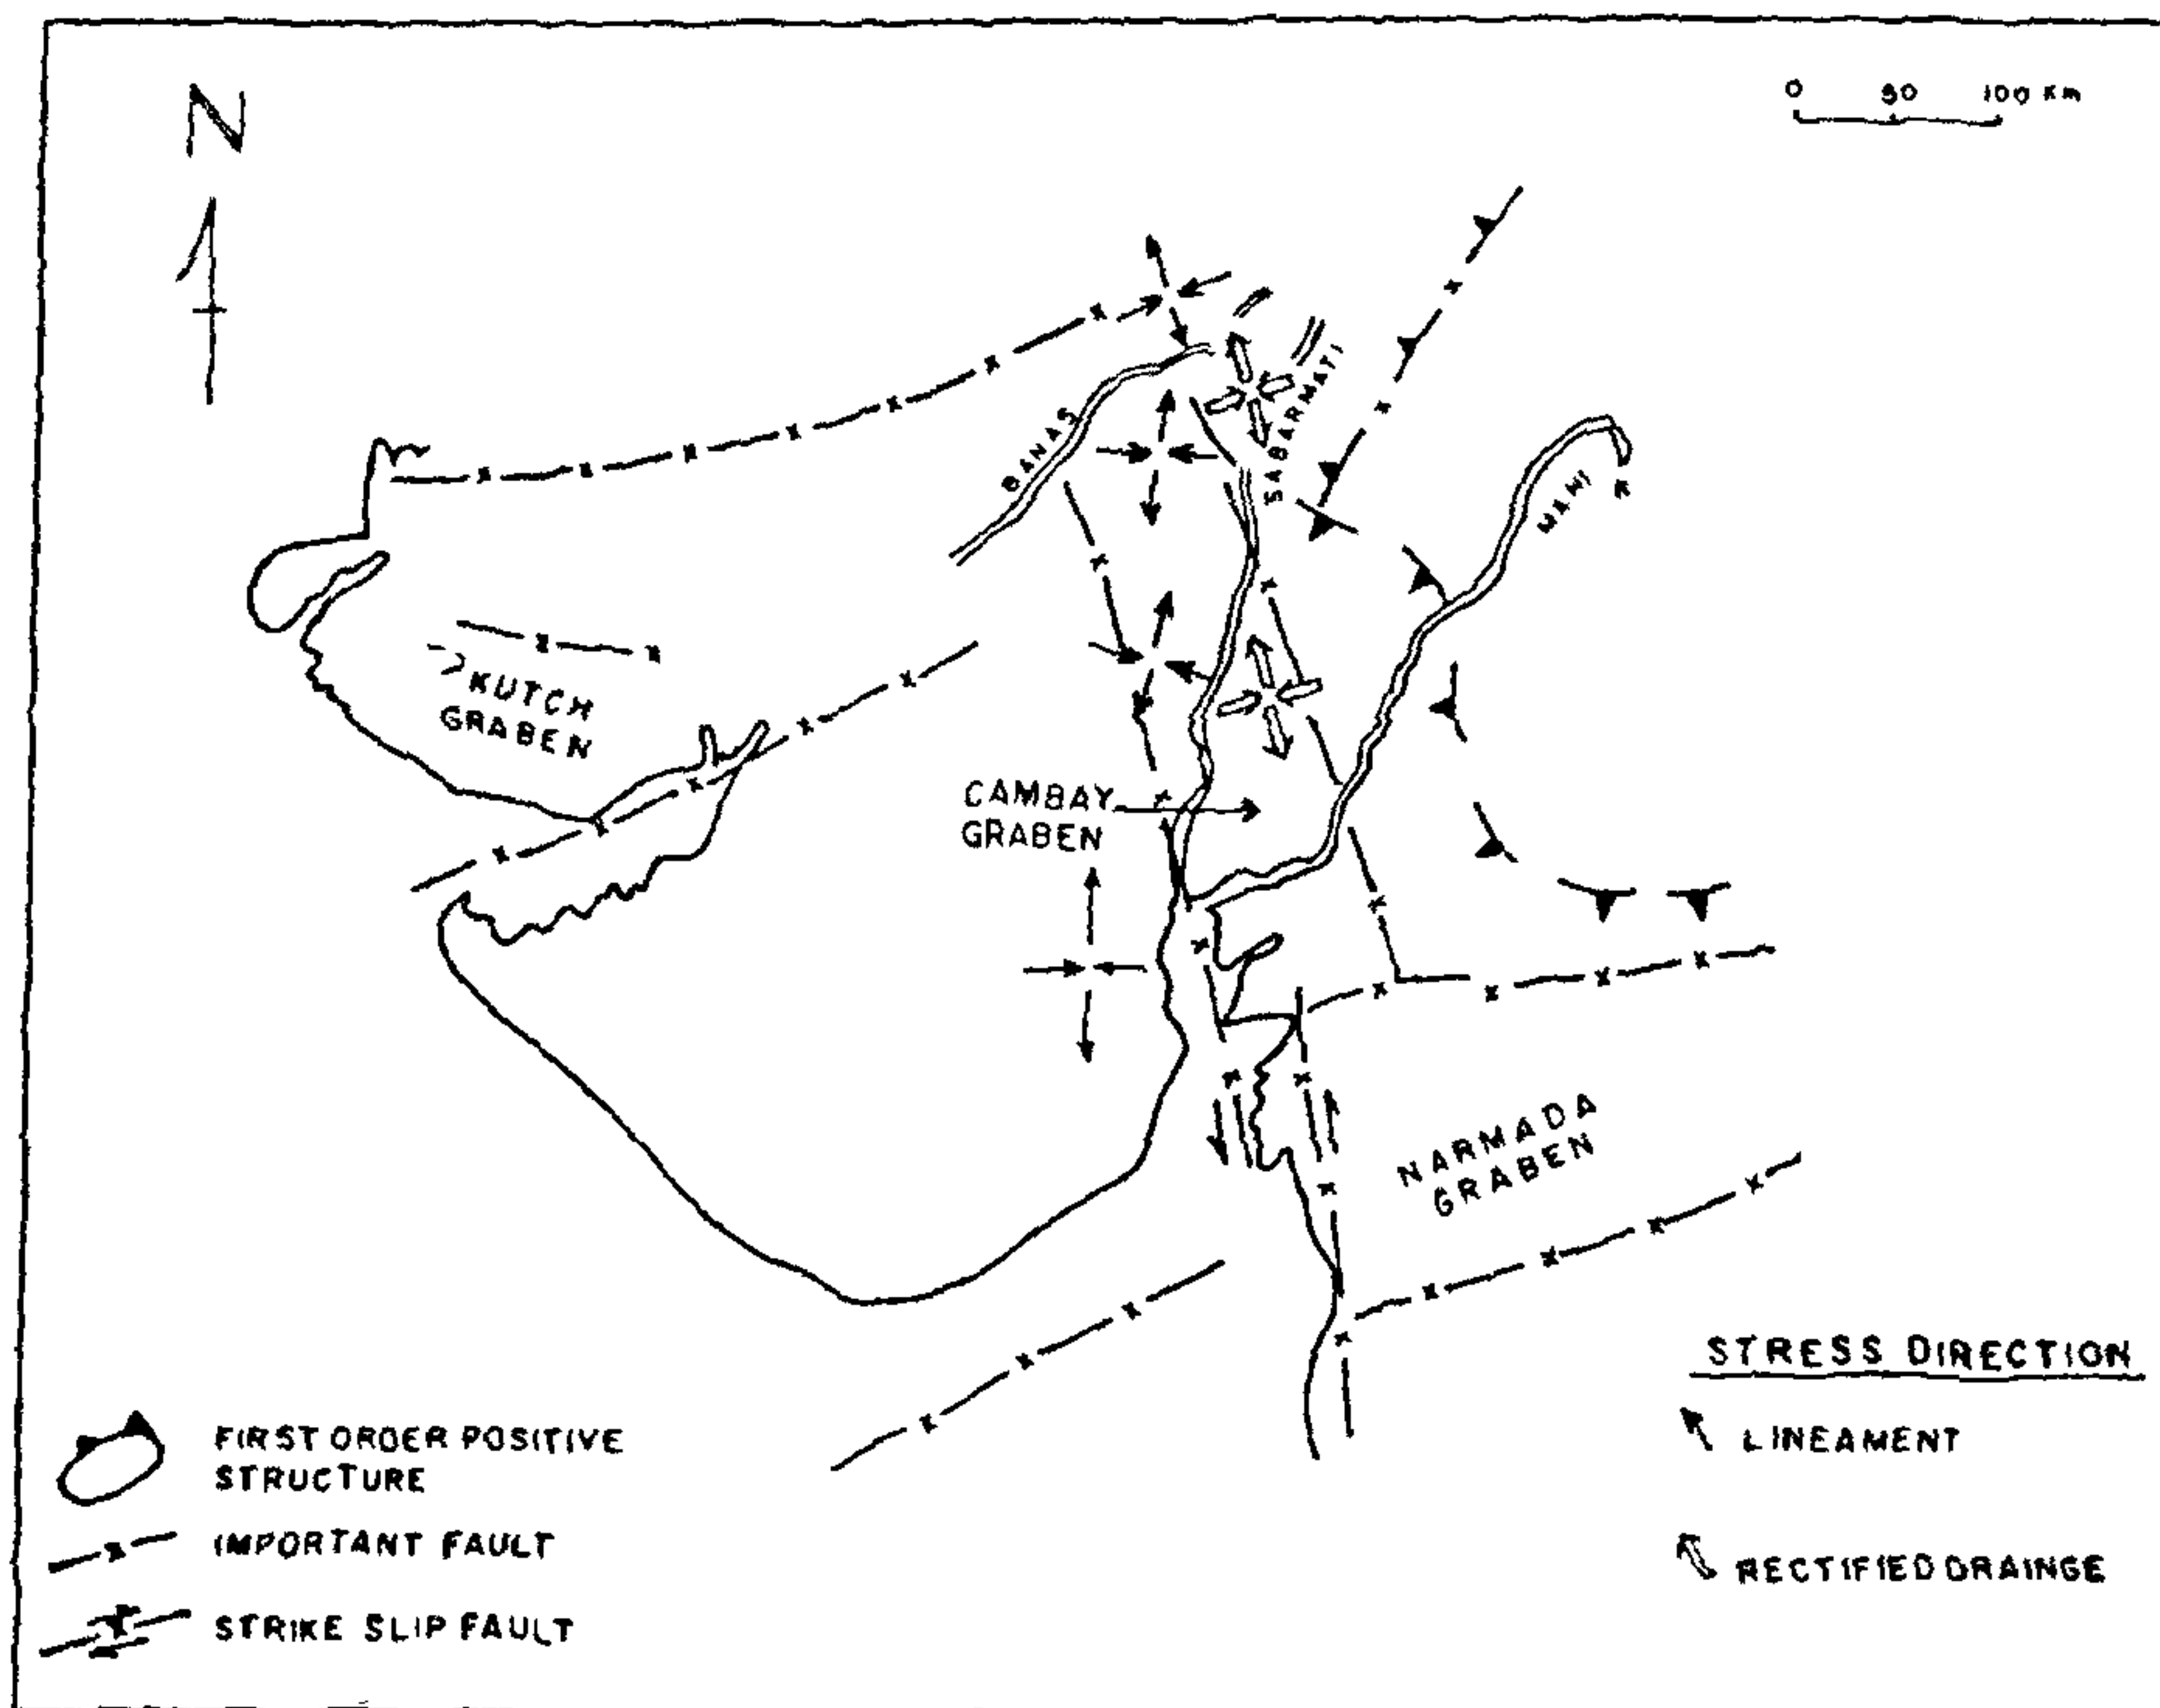 N
0 50 100 Km
BANAS
SABARMATI
MAHI R
KUTCH
GRABEN
CAMBAY
GRABEN
NARMADA
GRABEN
STRESS DIRECTION
LINEAMENT
RECTIFIED DRAINGE
FIRST ORDER POSITIVE
STRUCTURE
IMPORTANT FAULT
STRIKE SLIP FAULT